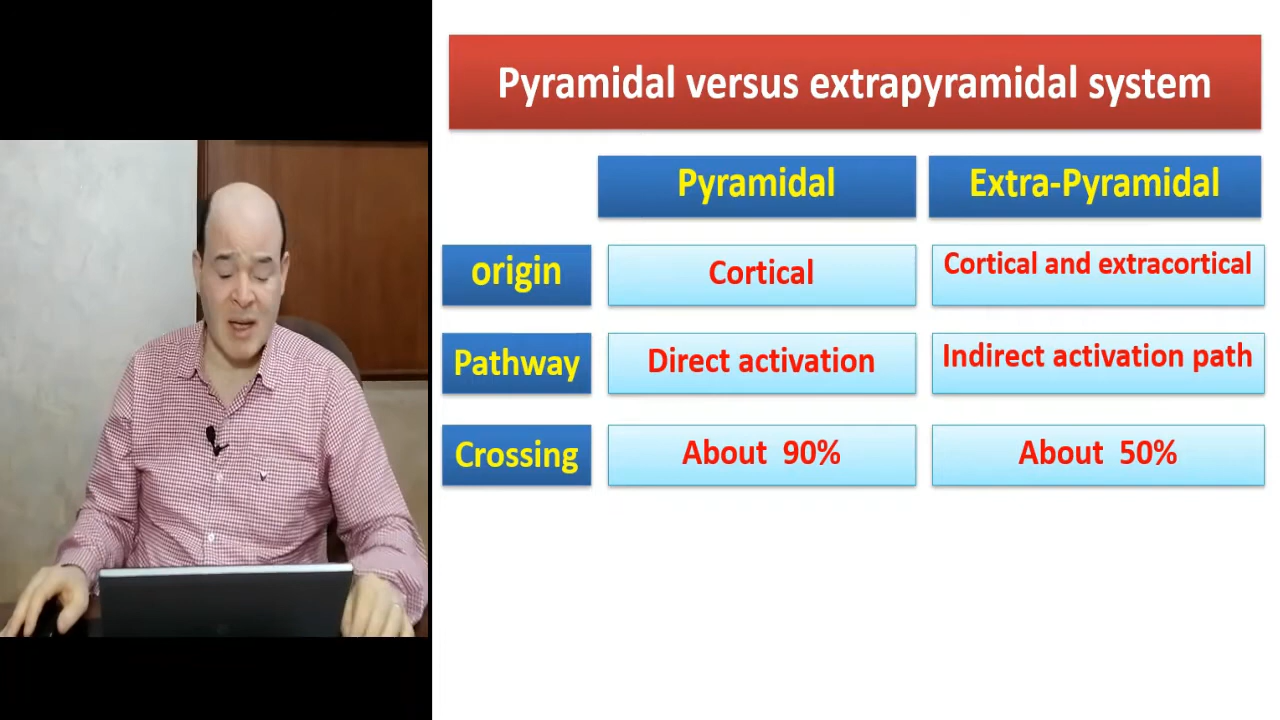 Pyramidal versus extrapyramidal system
Pyramidal
Extra-Pyramidal
origin
Cortical
Cortical and extracortical
Pathway
Direct activation
Indirect activation path
Crossing
About 90%
About 50%